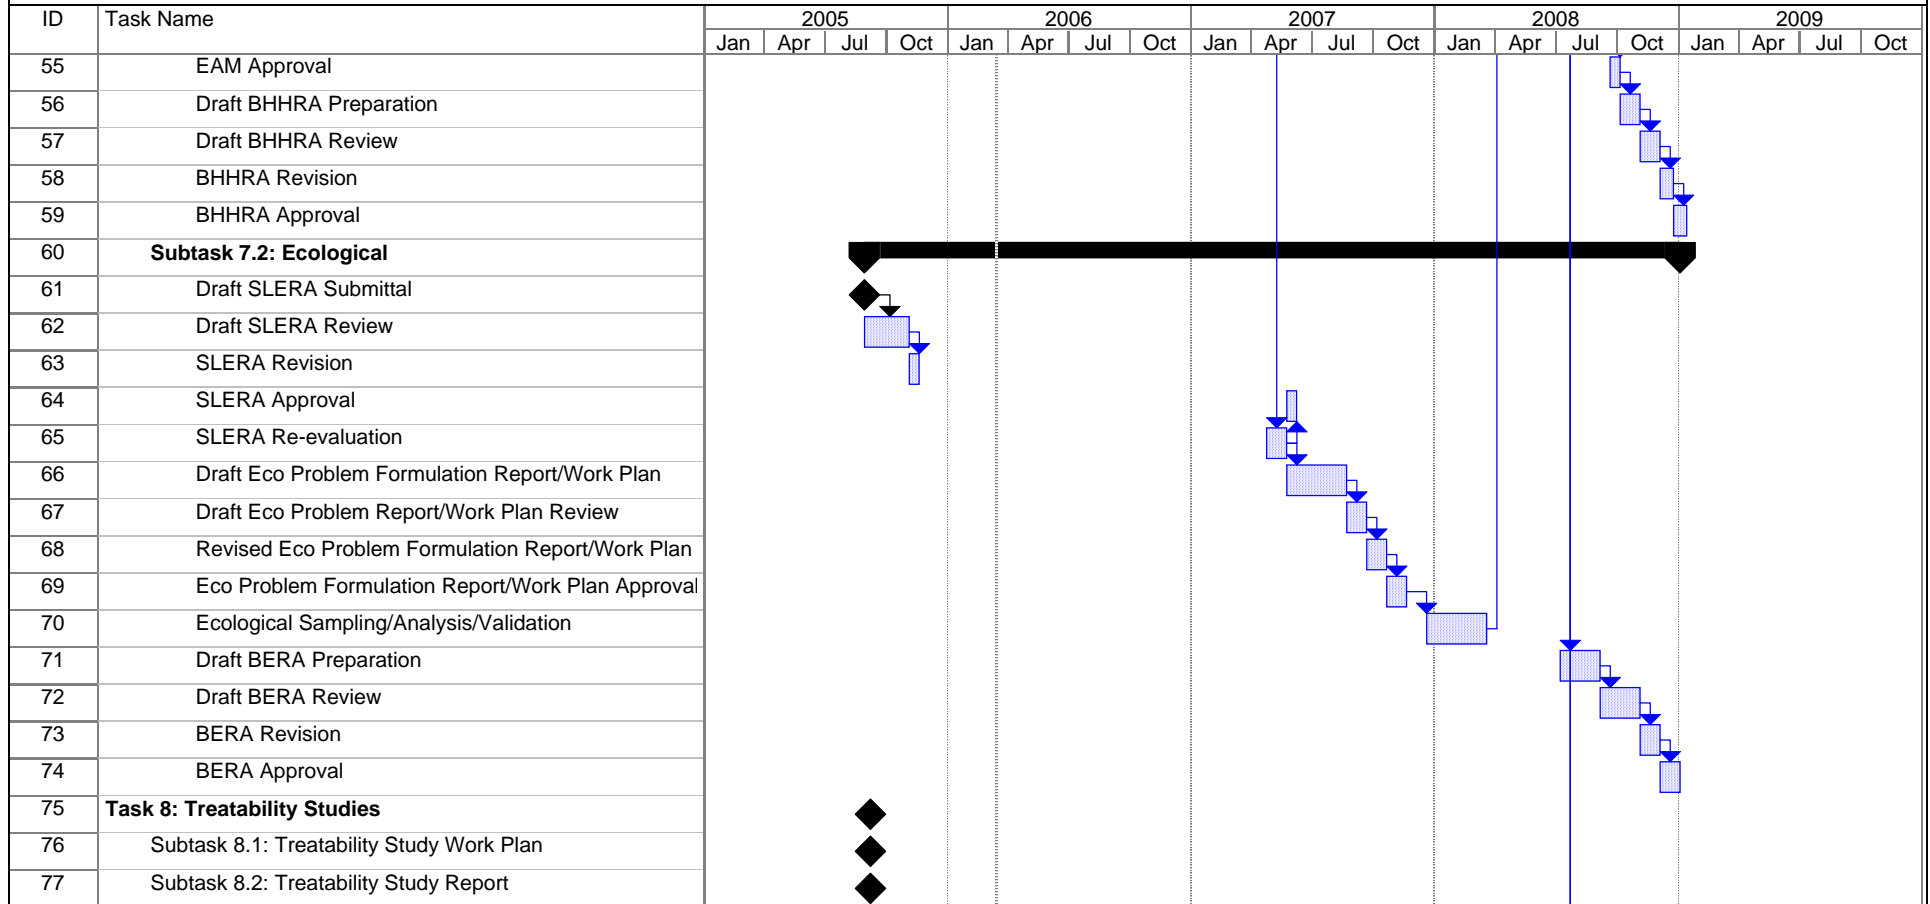 ID Task Name 2005 2006 2007 2008 2009
Jan Apr Jul Oct Jan Apr Jul Oct Jan Apr Jul Oct Jan Apr Jul Oct Jan Apr Jul Oct
55 EAM Approval
56 Draft BHHRA Preparation
57 Draft BHHRA Review
58 BHHRA Revision
59 BHHRA Approval
60 Subtask 7.2: Ecological
61 Draft SLERA Submittal
62 Draft SLERA Review
63 SLERA Revision
64 SLERA Approval
65 SLERA Re-evaluation
66 Draft Eco Problem Formulation Report/Work Plan
67 Draft Eco Problem Report/Work Plan Review
68 Revised Eco Problem Formulation Report/Work Plan
69 Eco Problem Formulation Report/Work Plan Approval
70 Ecological Sampling/Analysis/Validation
71 Draft BERA Preparation
72 Draft BERA Review
73 BERA Revision
74 BERA Approval
75 Task 8: Treatability Studies
76 Subtask 8.1: Treatability Study Work Plan
77 Subtask 8.2: Treatability Study Report